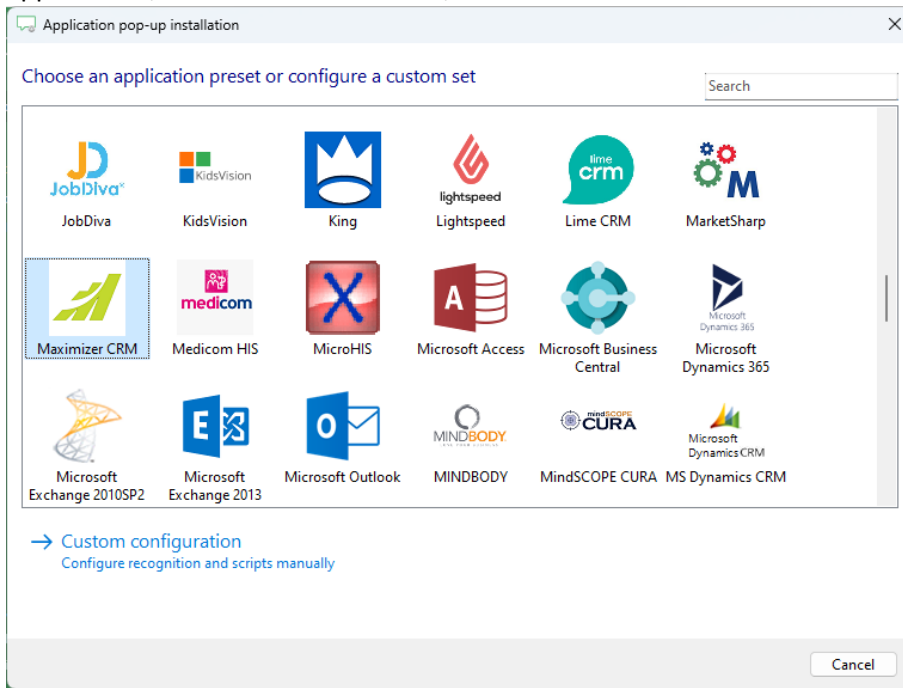 Application pop-up installation
Choose an application preset or configure a custom set
Search
JobDiva
KidsVision
lightspeed
lime
crm
M
JobDiva
KidsVision
King
Lightspeed
Lime CRM
MarketSharp
medicom
X
A
Microsoft
Dynamics 365
Maximizer CRM
Medicom HIS
MicroHIS
Microsoft Access
Microsoft Business
Central
Microsoft
Dynamics 365
E
O
MINDBODY
mindSCOPE
CURA
Microsoft
Dynamics CRM
Microsoft
Exchange 2010SP2
Microsoft
Exchange 2013
Microsoft Outlook
MINDBODY
MindSCOPE CURA
MS Dynamics CRM
Custom configuration
Configure recognition and scripts manually
Cancel